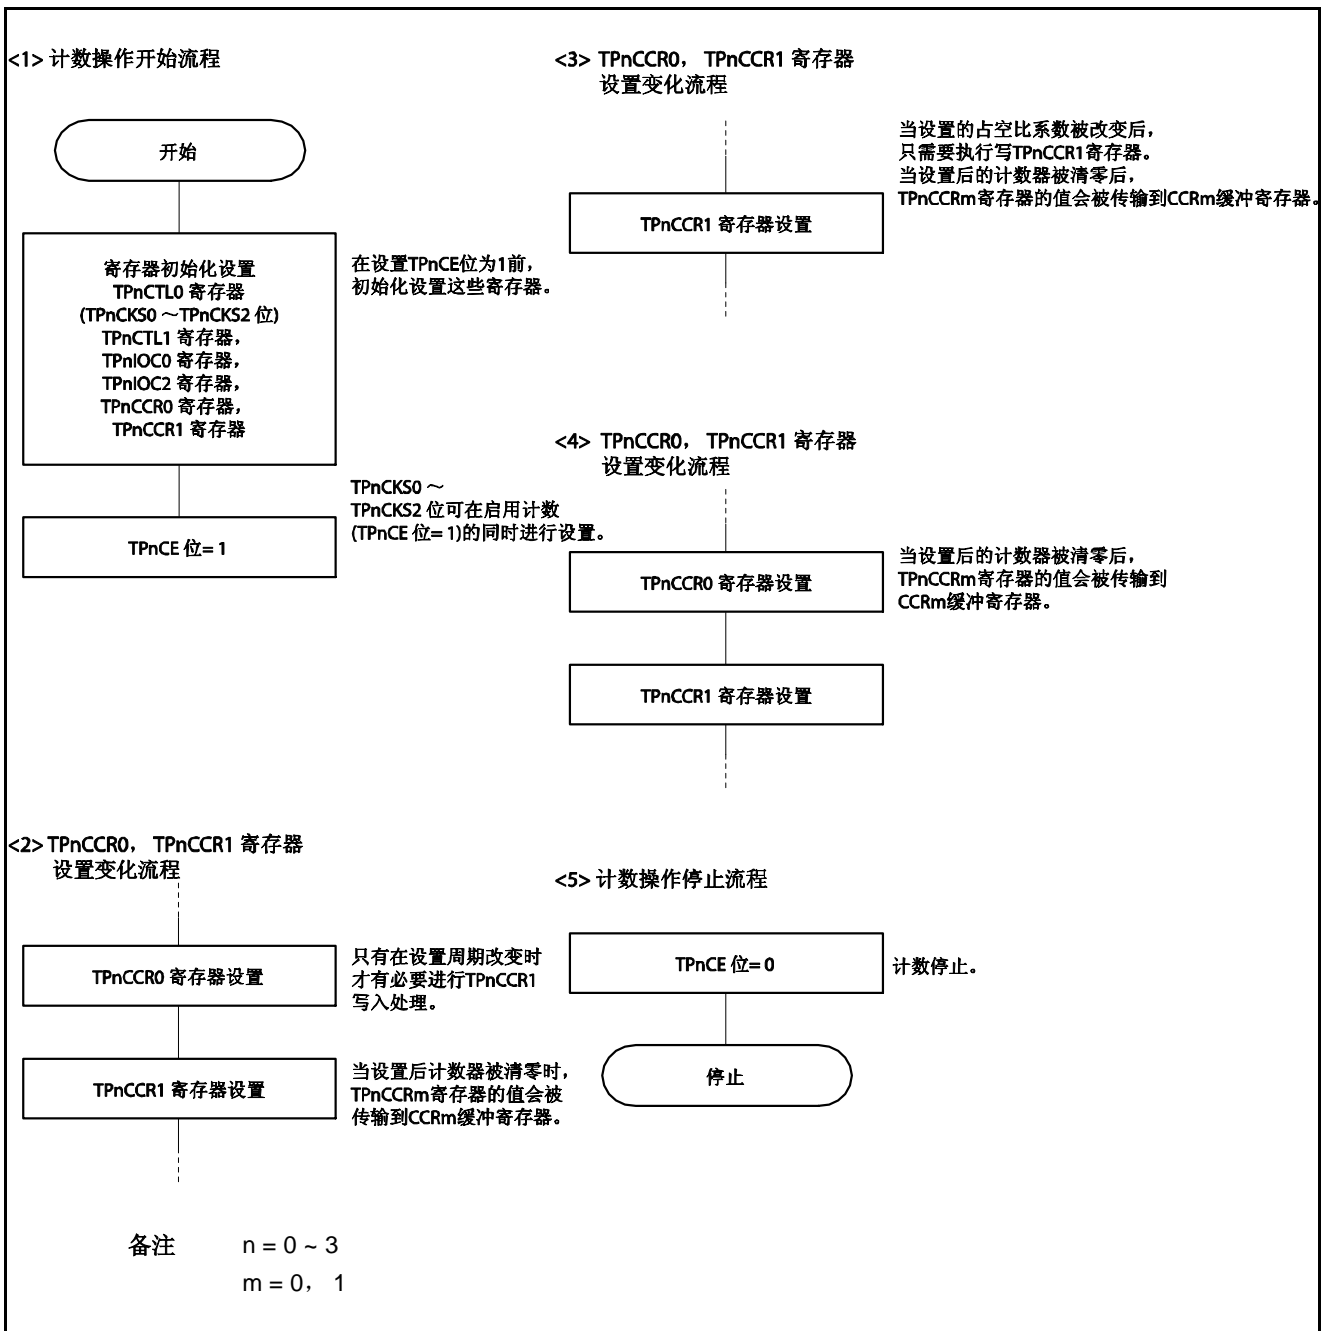 <1> 计数操作开始流程
开始
寄存器初始化设置
TPnCTL0 寄存器
(TPnCKS0 ～TPnCKS2 位)
TPnCTL1 寄存器，
TPnIOC0 寄存器，
TPnIOC2 寄存器，
TPnCCR0 寄存器，
TPnCCR1 寄存器
在设置TPnCE位为1前，
初始化设置这些寄存器。
TPnCE 位= 1
TPnCKS0 ～
TPnCKS2 位可在启用计数
(TPnCE 位= 1)的同时进行设置。
<2> TPnCCR0， TPnCCR1 寄存器
设置变化流程
TPnCCR0 寄存器设置
只有在设置周期改变时
才有必要进行TPnCCR1
写入处理。
TPnCCR1 寄存器设置
当设置后计数器被清零时，
TPnCCRm寄存器的值会被
传输到CCRm缓冲寄存器。
<3> TPnCCR0， TPnCCR1 寄存器
设置变化流程
当设置的占空比系数被改变后，
只需要执行写TPnCCR1寄存器。
当设置后的计数器被清零后，
TPnCCRm寄存器的值会被传输到CCRm缓冲寄存器。
TPnCCR1 寄存器设置
<4> TPnCCR0， TPnCCR1 寄存器
设置变化流程
TPnCCR0 寄存器设置
当设置后的计数器被清零后，
TPnCCRm寄存器的值会被传输到
CCRm缓冲寄存器。
TPnCCR1 寄存器设置
<5> 计数操作停止流程
TPnCE 位= 0
计数停止。
停止
备注 n = 0 ~ 3
m = 0， 1